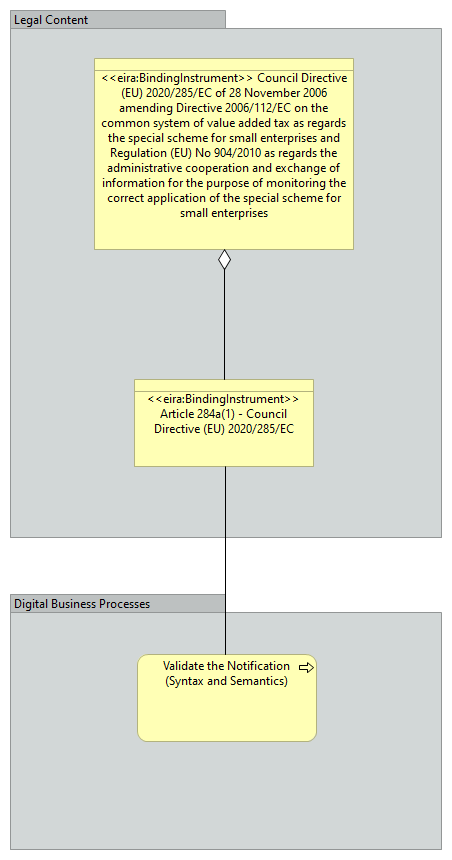 Legal Content
<<eira:BindingInstrument>> Council Directive
(EU) 2020/285/EC of 28 November 2006
amending Directive 2006/112/EC on the
common system of value added tax as regards
the special scheme for small enterprises and
Regulation (EU) No 904/2010 as regards the
administrative cooperation and exchange of
information for the purpose of monitoring the
correct application of the special scheme for
small enterprises
<<eira:BindingInstrument>>
Article 284a(1) - Council
Directive (EU) 2020/285/EC
Digital Business Processes
Validate the Notification
(Syntax and Semantics)